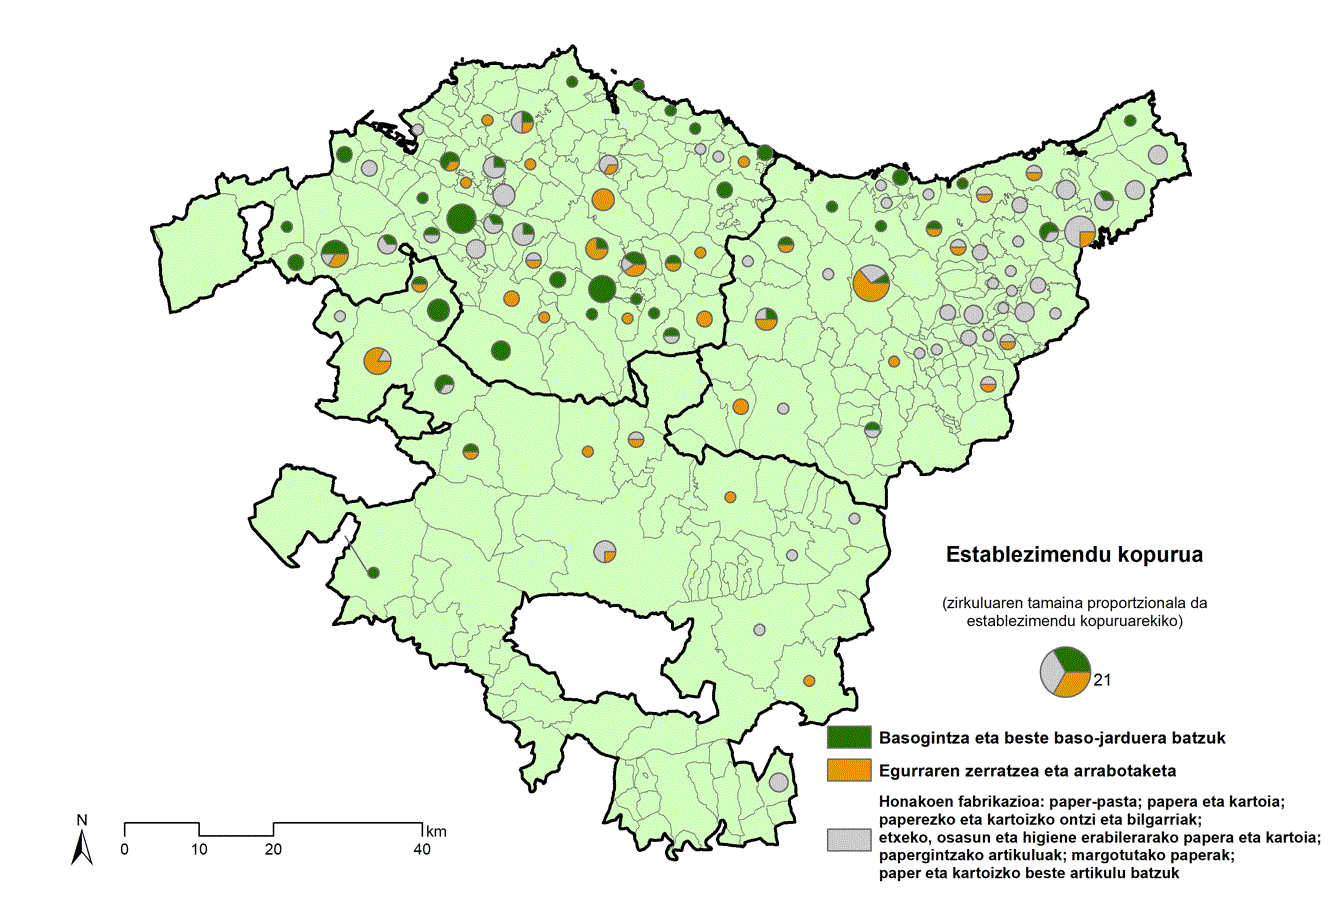 Establezimendu kopurua
(zirkuluaren tamaina proportzionala da
establezimendu kopuruarekiko)
21
Basogintza eta beste baso-jarduera batzuk
Egurraren zerratzea eta arrabotaketa
Honakoen fabrikazioa: paper-pasta; papera eta kartoia;
paperezko eta kartoizko ontzi eta bilgarriak;
etxeko, osasun eta higiene erabilerarako papera eta kartoia;
papergintzako artikuluak; margotutako paperak;
paper eta kartoizko beste artikulu batzuk
N
km
0 10 20 40